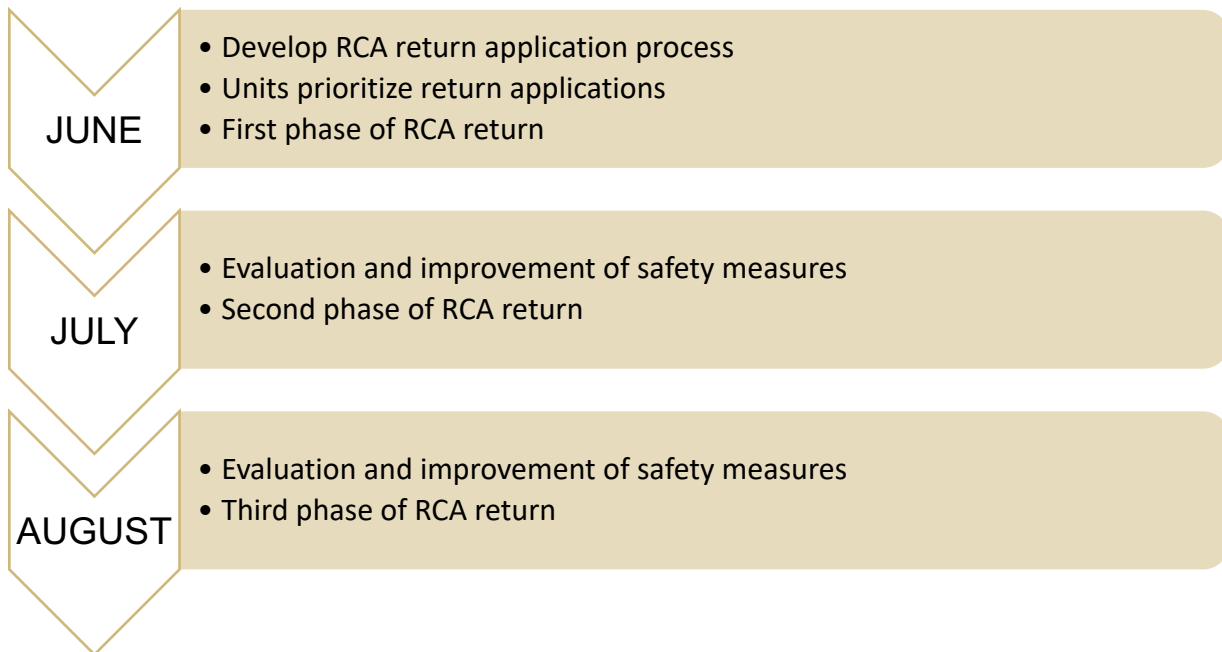 JUNE
• Develop RCA return application process
• Units prioritize return applications
• First phase of RCA return
JULY
• Evaluation and improvement of safety measures
• Second phase of RCA return
AUGUST
• Evaluation and improvement of safety measures
• Third phase of RCA return